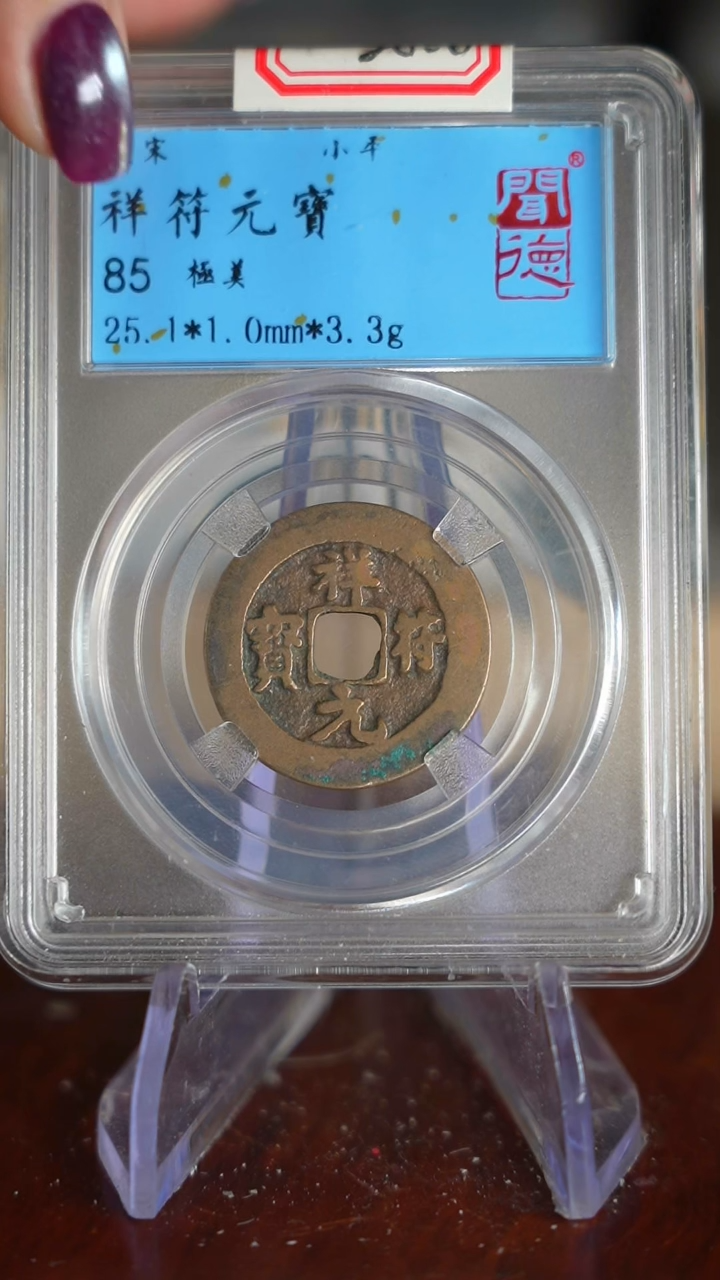 宋 小平
祥符元寶
85 極美
25.1*1.0mm*3.3g
聞德
®
祥符元寶